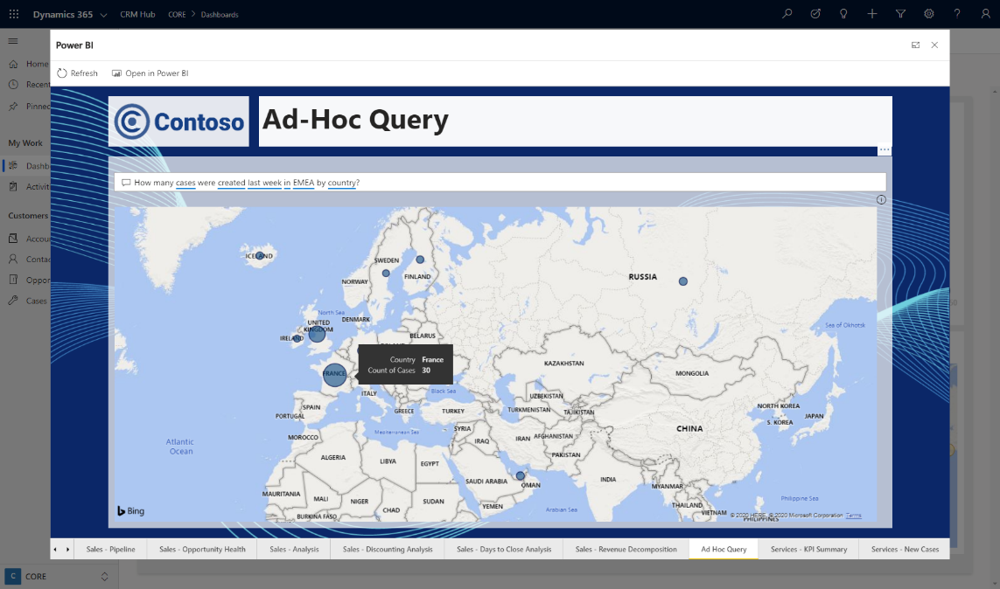 Dynamics 365
CRM Hub
CORE
Dashboards
Power BI
Refresh
Open in Power BI
Home
Recent
Pinned
My Work
Dashb
Activit
Customers
Accou
Conta
Oppor
Cases
Contoso
Ad-Hoc Query
...
How many cases were created last week in EMEA by country?
ICELAND
SWEDEN
FINLAND
NORWAY
RUSSIA
North Sea
UNITED
KINGDOM
DENMARK
IRELAND
BELARUS
Sea of Okhotsk
Country France
Count of Cases 30
FRANCE
KAZAKHSTAN
MONGOLIA
ITALY
Black Sea
UZBEKISTAN
SPAIN
PORTUGAL
GREECE
TURKEY
TURKMENISTAN
TAJIKISTAN
NORTH KOREA
S. KOREA
JAPAN
SYRIA
CHINA
Mediterranean Sea
MOROCCO
IRAQ
IRAN
AFGHANISTAN
Atlantic
Ocean
ALGERIA
LIBYA
EGYPT
PAKISTAN
SAUDI ARABIA
OMAN
INDIA
MYANMAR
MAURITANIA
MALI
NIGER
CHAD
SUDAN
YEMEN
Arabian Sea
Philippine Sea
THAILAND
VIETNAM
BURKINA FASO
PHILIPPINES
Bing
© 2020 HERE, © 2020 Microsoft Corporation Terms
Sales - Pipeline
Sales - Opportunity Health
Sales - Analysis
Sales - Discounting Analysis
Sales - Days to Close Analysis
Sales - Revenue Decomposition
Ad Hoc Query
Services - KPI Summary
Services - New Cases
C
CORE